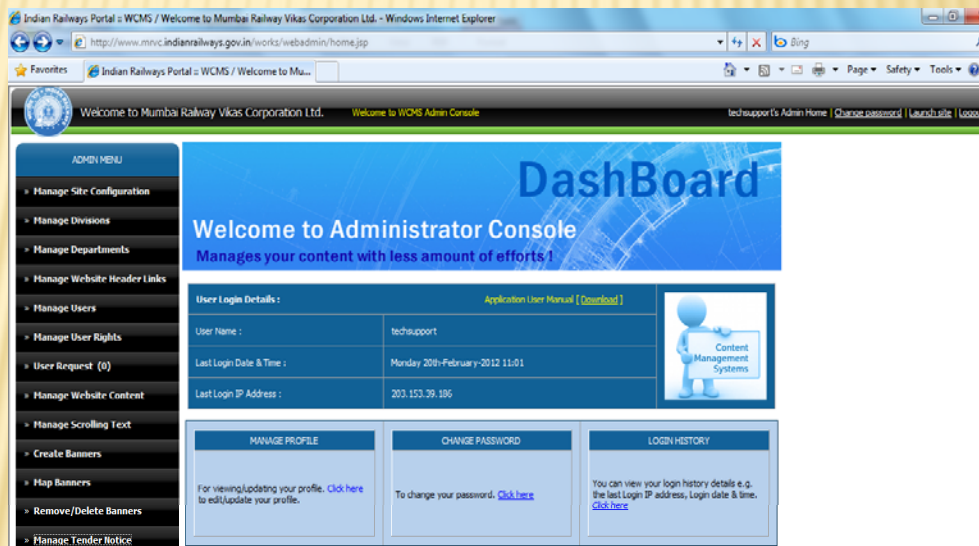 Indian Railways Portal :: WCMS / Welcome to Mumbai Railway Vikas Corporation Ltd. - Windows Internet Explorer
http://www.mrvc.indianrailways.gov.in/works/webadmin/home.jsp
Bing
Favorites
Indian Railways Portal :: WCMS / Welcome to Mu...
Page
Safety
Tools
Welcome to Mumbai Railway Vikas Corporation Ltd.
Welcome to WCMS Admin Console
techsupport's Admin Home | Change password | Launch site |
ADMIN MENU
» Manage Site Configuration
» Manage Divisions
» Manage Departments
» Manage Website Header Links
» Manage Users
» Manage User Rights
» User Request (0)
» Manage Website Content
» Manage Scrolling Text
» Create Banners
» Map Banners
» Remove/Delete Banners
» Manage Tender Notice
DashBoard
Welcome to Administrator Console
Manages your content with less amount of efforts !
User Login Details :
Application User Manual [ Download ]
User Name :
techsupport
Last Login Date & Time :
Monday 20th-February-2012 11:01
Last Login IP Address :
203.153.39.186
Content
Management
Systems
MANAGE PROFILE
For viewing/updating your profile. Click here
to edit/update your profile.
CHANGE PASSWORD
To change your password. Click here
LOGIN HISTORY
You can view your login history details e.g.
the last Login IP address, Login date & time.
Click here